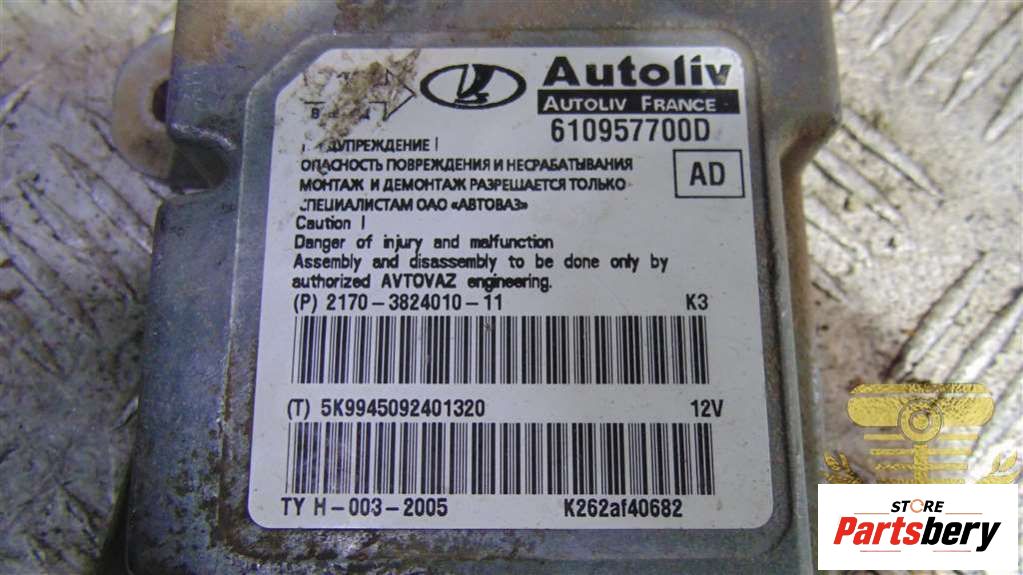 Autoliv
AUTOLIV FRANCE
610957700D
AD
ОПАСНОСТЬ ПОВРЕЖДЕНИЯ И НЕСРАБАТЫВАНИЯ
МОНТАЖ И ДЕМОНТАЖ РАЗРЕШАЕТСЯ ТОЛЬКО
СПЕЦИАЛИСТАМ ОАО «АВТОВАЗ»
Caution !
Danger of injury and malfunction
Assembly and disassembly to be done only by
authorized AVTOVAZ engineering.
(P) 2170-3824010-11 K3
(T) 5K9945092401320 12V
TY H-003-2005 K262af40682
STORE
Partsbery